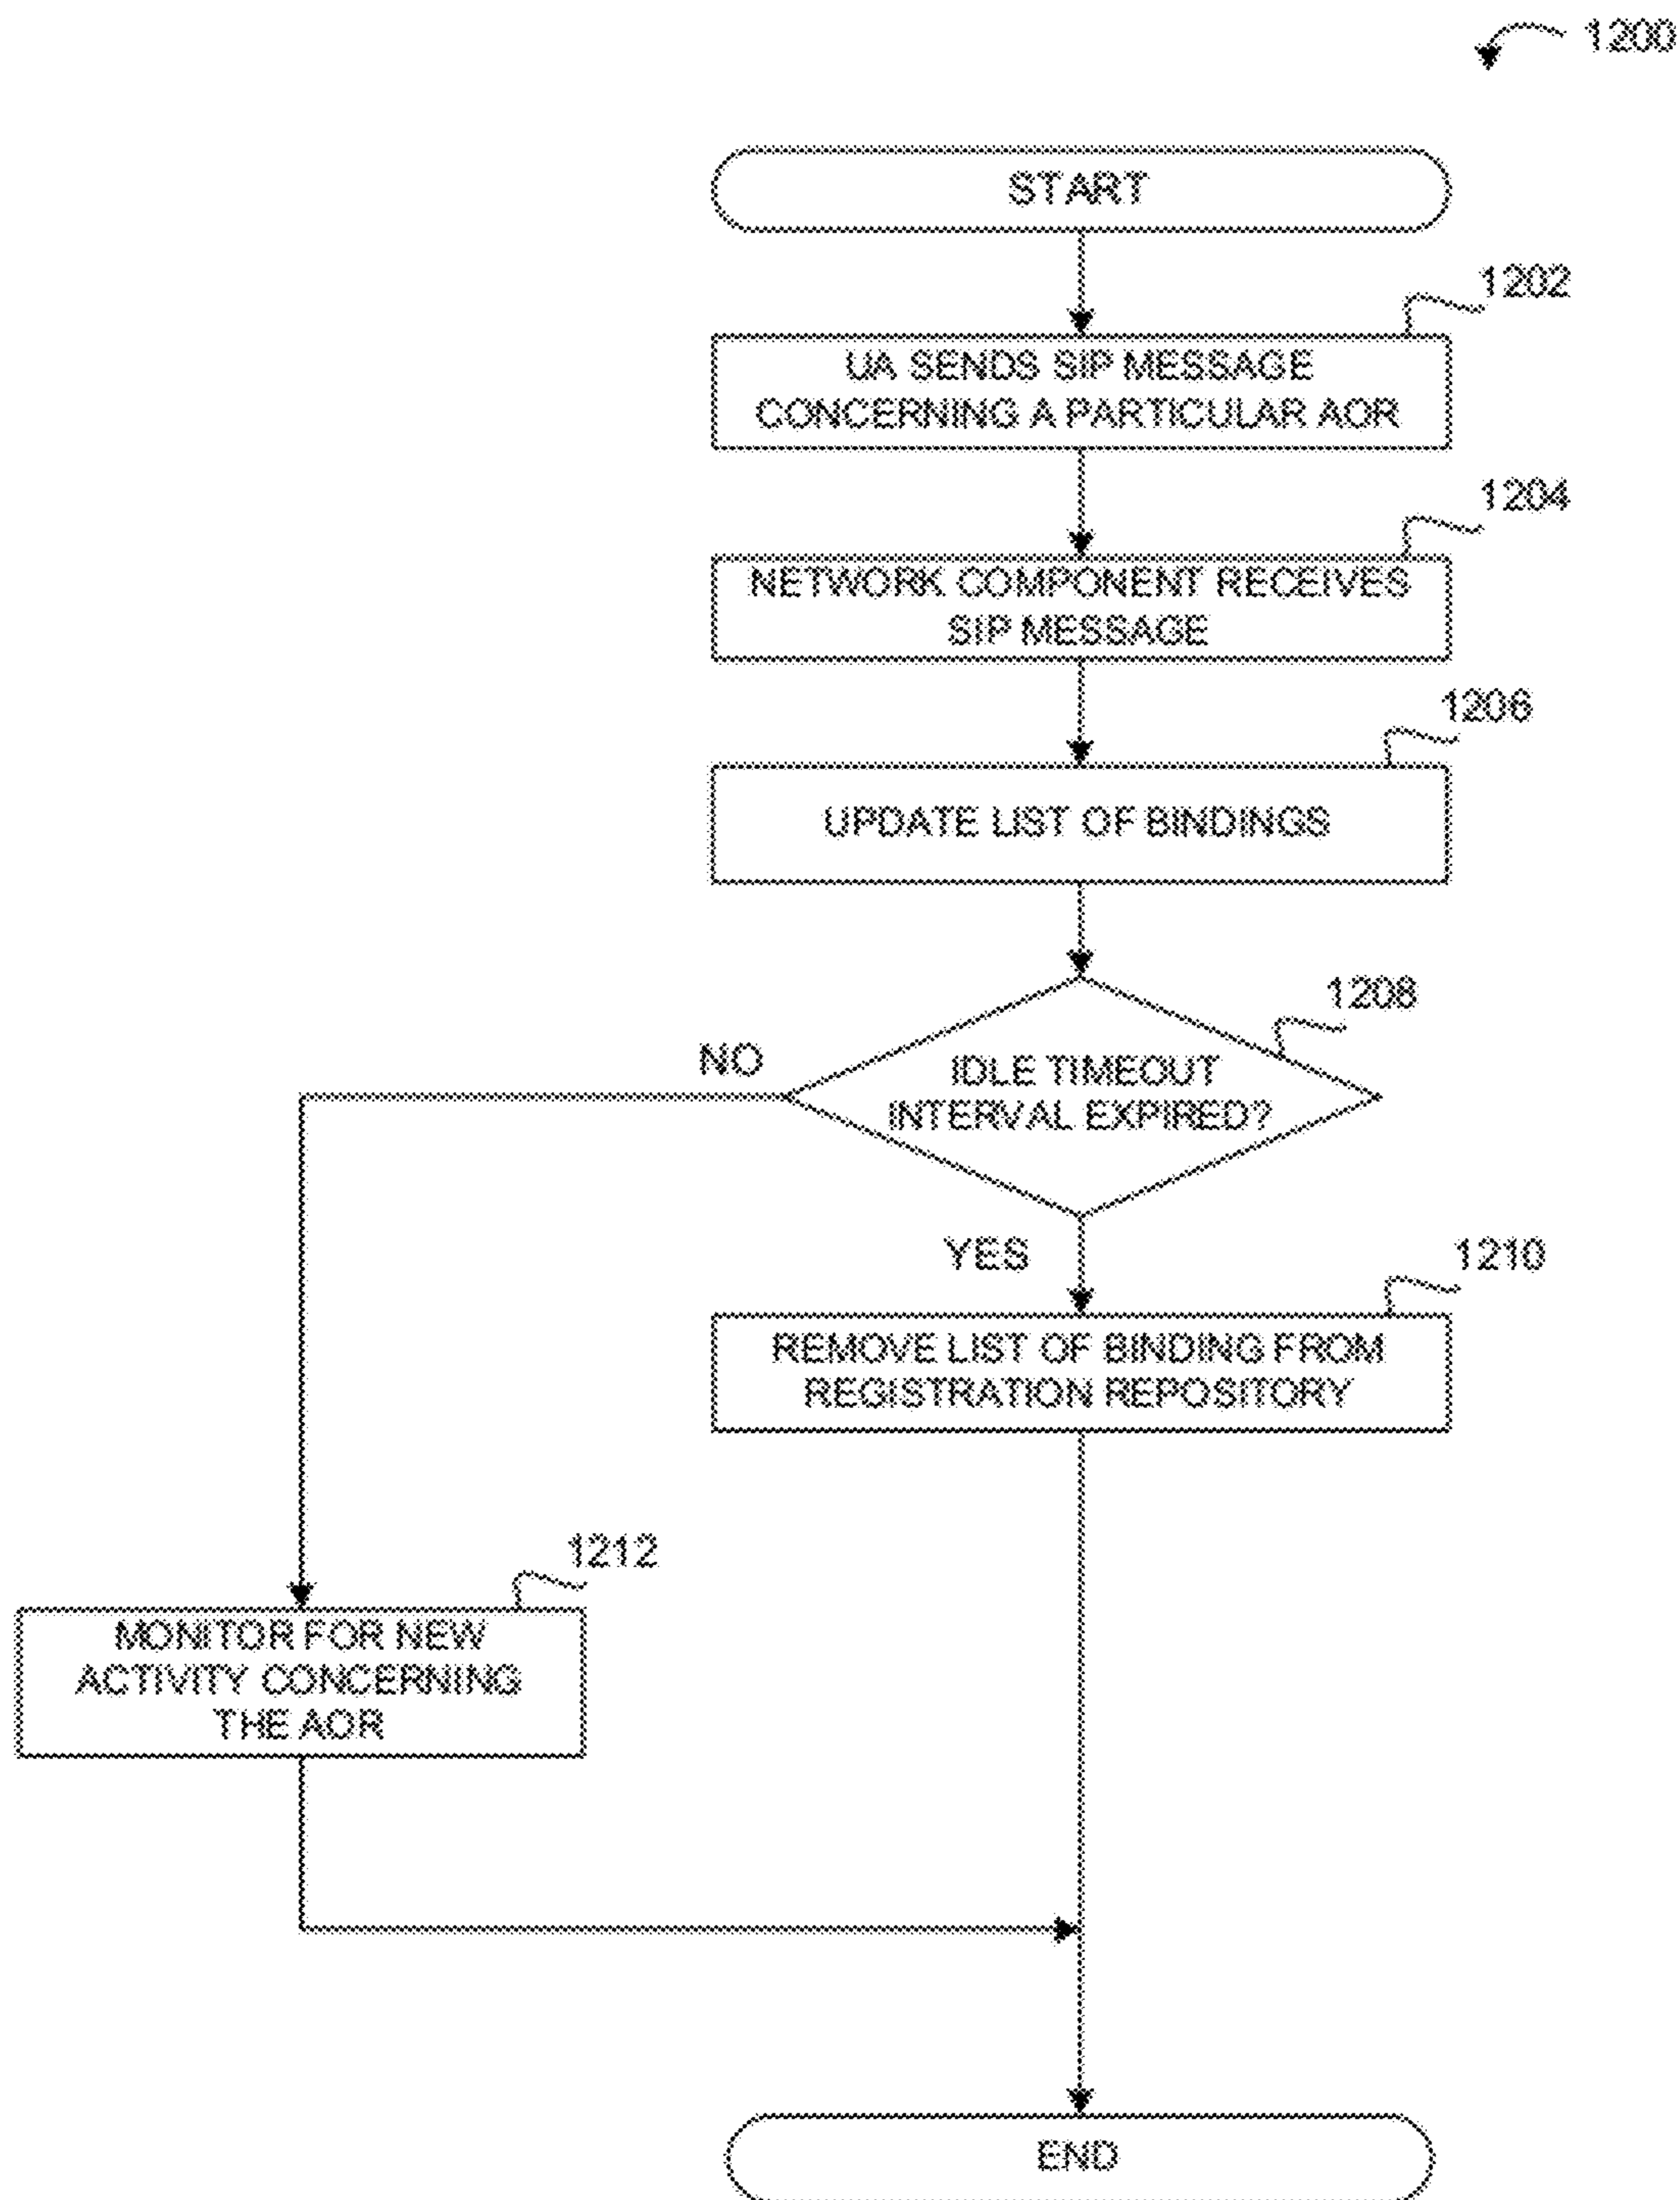 1200
START
1202
UA SENDS SIP MESSAGE
CONCERNING A PARTICULAR AOR
1204
NETWORK COMPONENT RECEIVES
SIP MESSAGE
1206
UPDATE LIST OF BINDINGS
1208
NO
IDLE TIMEOUT
INTERVAL EXPIRED?
YES
1210
REMOVE LIST OF BINDING FROM
REGISTRATION REPOSITORY
1212
MONITOR FOR NEW
ACTIVITY CONCERNING
THE AOR
END